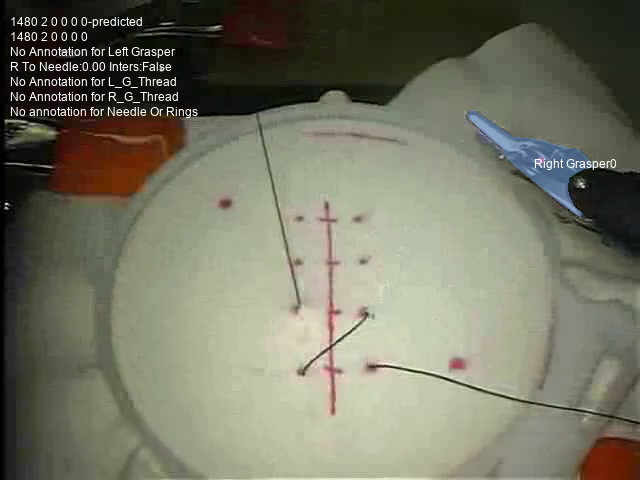 1480 2 0 0 0 0-predicted
1480 2 0 0 0 0
No Annotation for Left Grasper
R To Needle:0.00 Inters:False
No Annotation for L_G_Thread
No Annotation for R_G_Thread
No annotation for Needle Or Rings
Right Grasper0